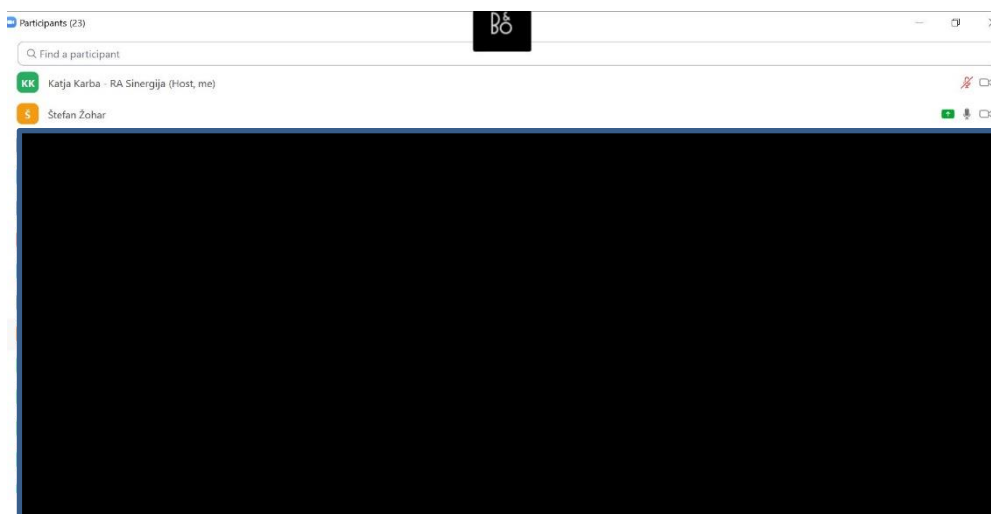 Participants (23)
B&O
Find a participant
KK Katja Karba - RA Sinergija (Host, me)
Š Štefan Žohar